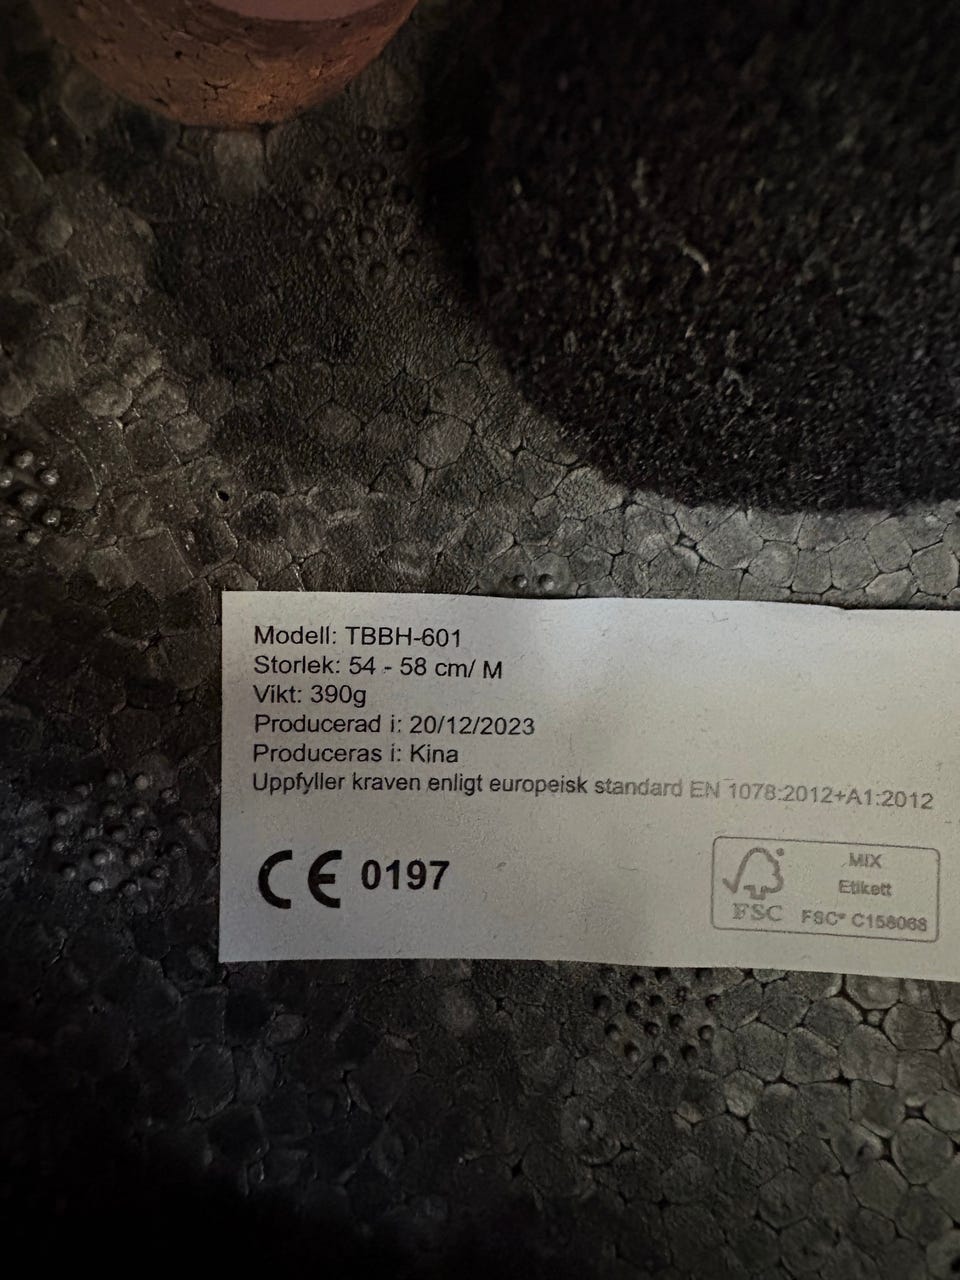 Modell: TBBH-601
Storlek: 54 - 58 cm/ M
Vikt: 390g
Producerad i: 20/12/2023
Produceras i: Kina
Uppfyller kraven enligt europeisk standard EN 1078:2012+A1:2012
CE 0197
MIX
Etikett
FSC
FSC® C158068